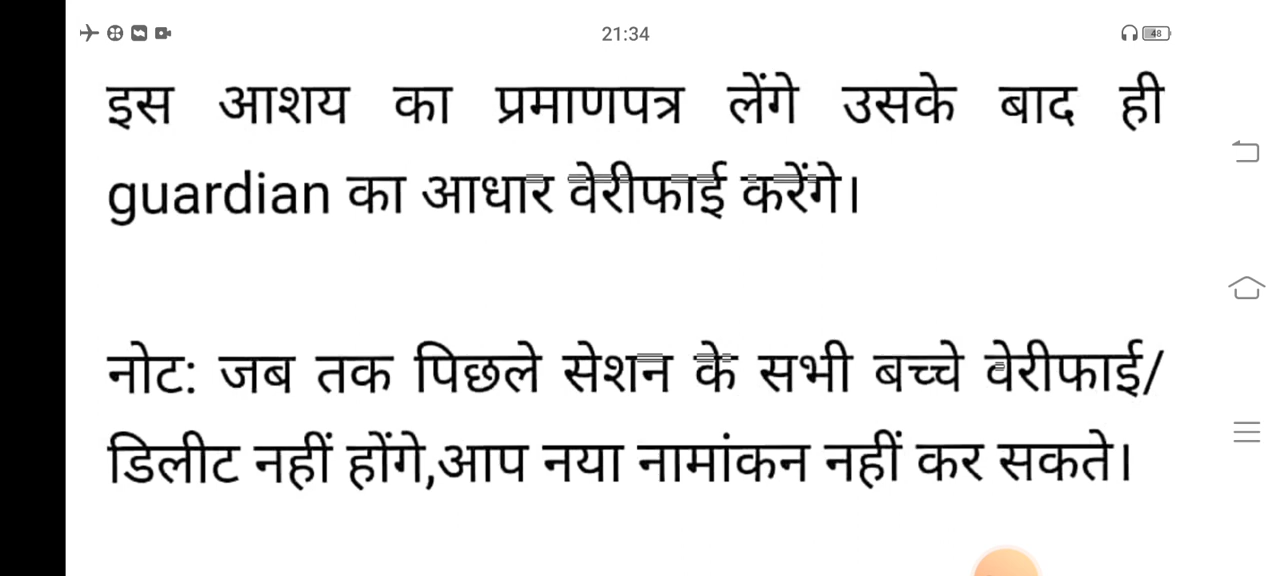 21:34
48
इस आशय का प्रमाणपत्र लेंगे उसके बाद ही
guardian का आधार वेरीफाई करेंगे।
नोट: जब तक पिछले सेशन के सभी बच्चे वेरीफाई/
डिलीट नहीं होंगे,आप नया नामांकन नहीं कर सकते।